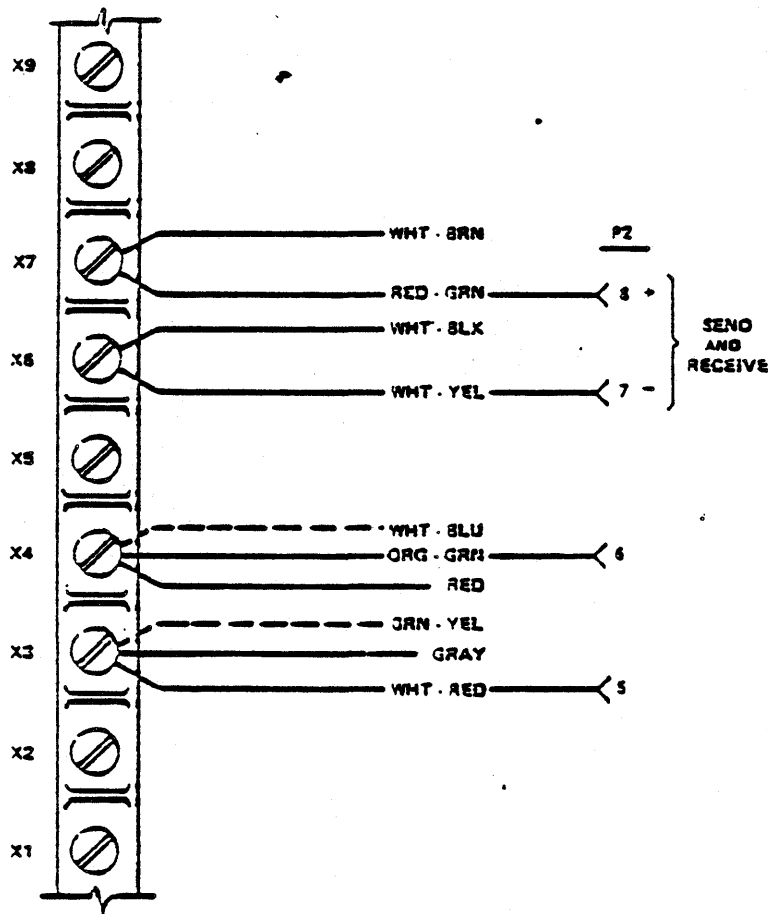 X9
X8
X7
WHT - BRN
P2
RED - GRN
8 +
X6
WHT - BLK
WHT - YEL
7 -
SEND
AND
RECEIVE
X5
X4
WHT - BLU
ORG - GRN
6
RED
X3
BRN - YEL
GRAY
WHT - RED
5
X2
X1